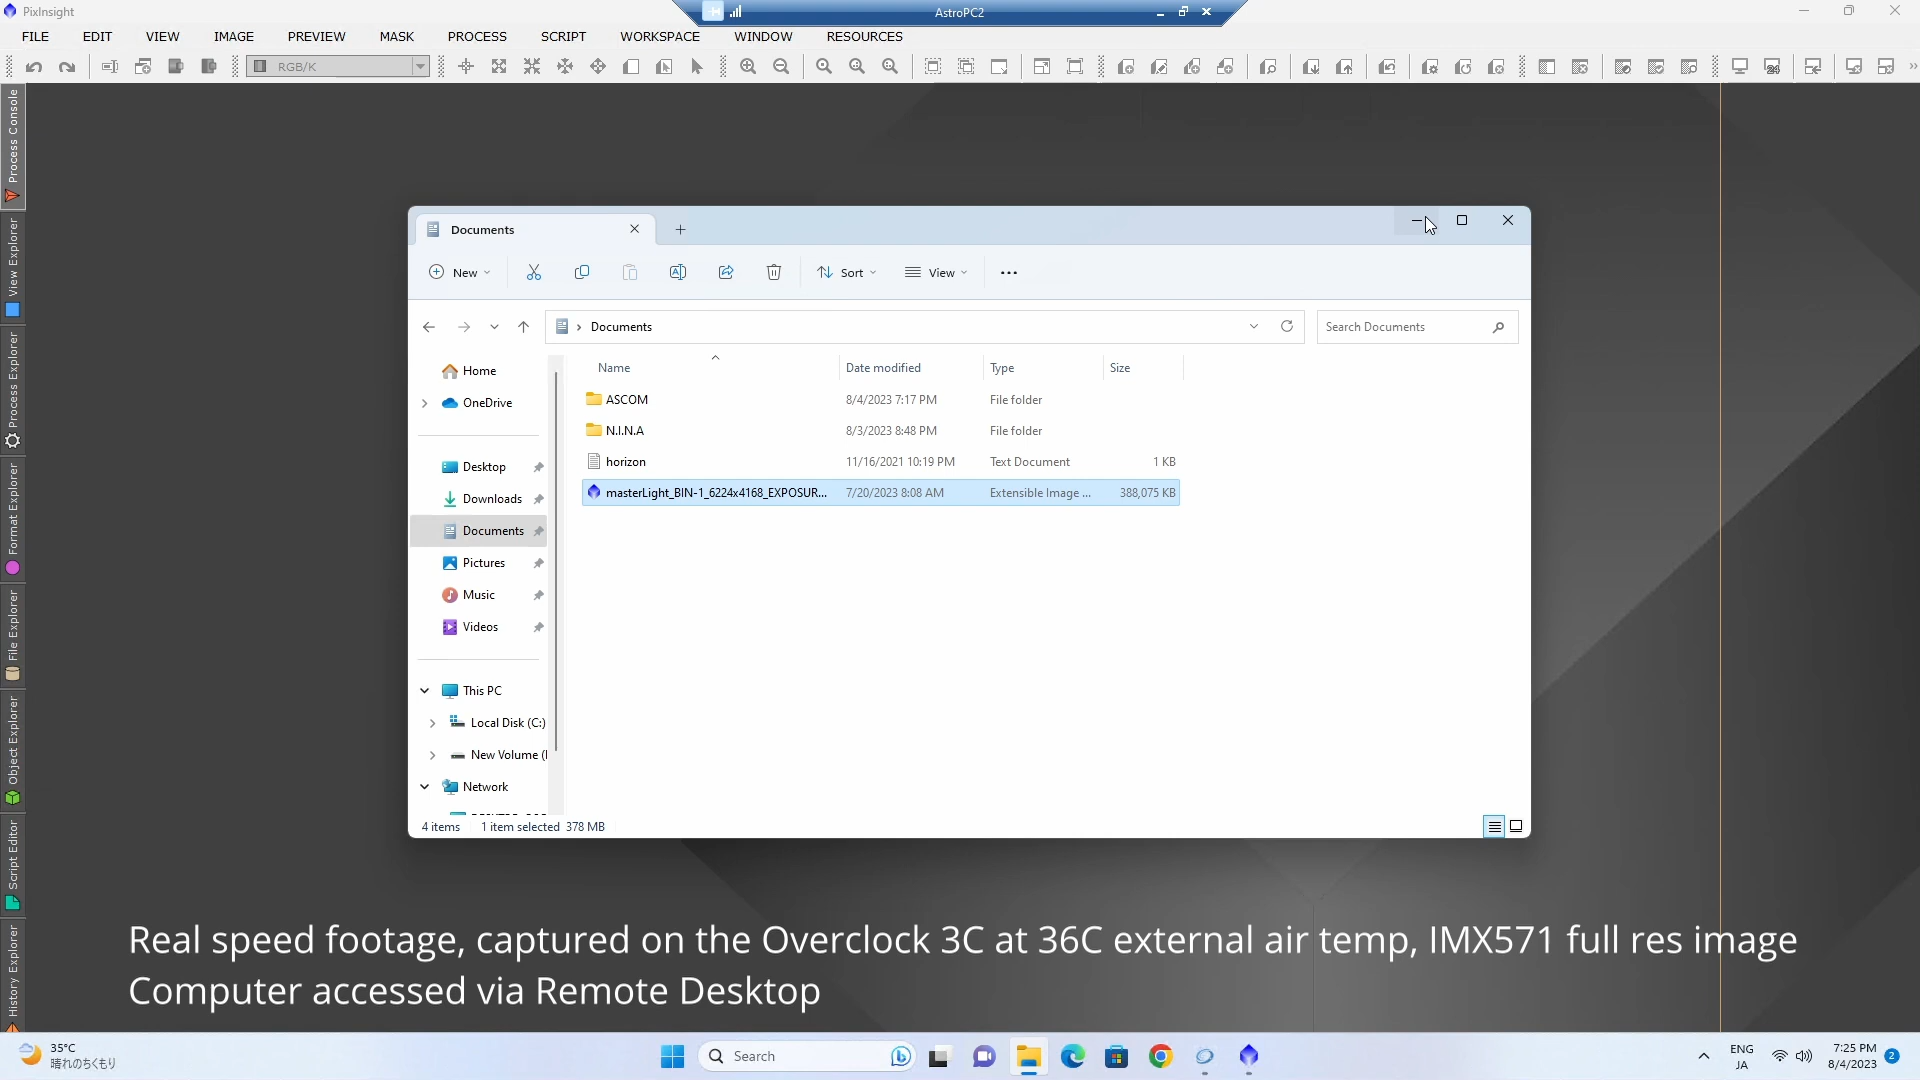 PixInsight
AstroPC2
FILE EDIT VIEW IMAGE PREVIEW MASK PROCESS SCRIPT WORKSPACE WINDOW RESOURCES
RGB/K
Process Console
View Explorer
Process Explorer
Format Explorer
File Explorer
Object Explorer
Script Editor
History Explorer
Documents
New Sort View
Documents
Search Documents
Home
OneDrive
Desktop
Downloads
Documents
Pictures
Music
Videos
This PC
Local Disk (C:)
New Volume (
Network
Name Date modified Type Size
ASCOM 8/4/2023 7:17 PM File folder
N.I.N.A 8/3/2023 8:48 PM File folder
horizon 11/16/2021 10:19 PM Text Document 1 KB
masterLight_BIN-1_6224x4168_EXPOSUR... 7/20/2023 8:08 AM Extensible Image ... 388,075 KB
4 items 1 item selected 378 MB
Real speed footage, captured on the Overclock 3C at 36C external air temp, IMX571 full res image
Computer accessed via Remote Desktop
35°C
晴れのちくもり
Search
ENG
JA
7:25 PM
8/4/2023
2